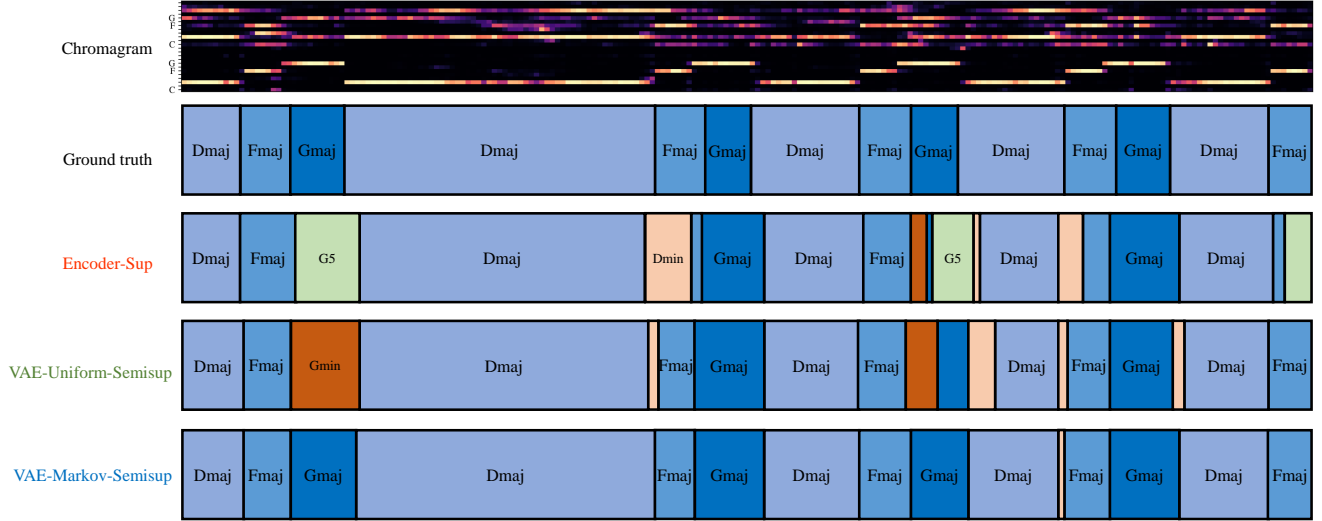 G
F
Chromagram
C
G
F
C
Ground truth
Dmaj Fmaj Gmaj Dmaj Fmaj Gmaj Dmaj Fmaj Gmaj Dmaj Fmaj Gmaj Dmaj Fmaj
Encoder-Sup
Dmaj Fmaj G5 Dmaj Dmin Gmaj Dmaj Fmaj G5 Dmaj Gmaj Dmaj
VAE-Uniform-Semisup
Dmaj Fmaj Gmin Dmaj Fmaj Gmaj Dmaj Fmaj Dmaj Fmaj Gmaj Dmaj Fmaj
VAE-Markov-Semisup
Dmaj Fmaj Gmaj Dmaj Fmaj Gmaj Dmaj Fmaj Gmaj Dmaj Fmaj Gmaj Dmaj Fmaj